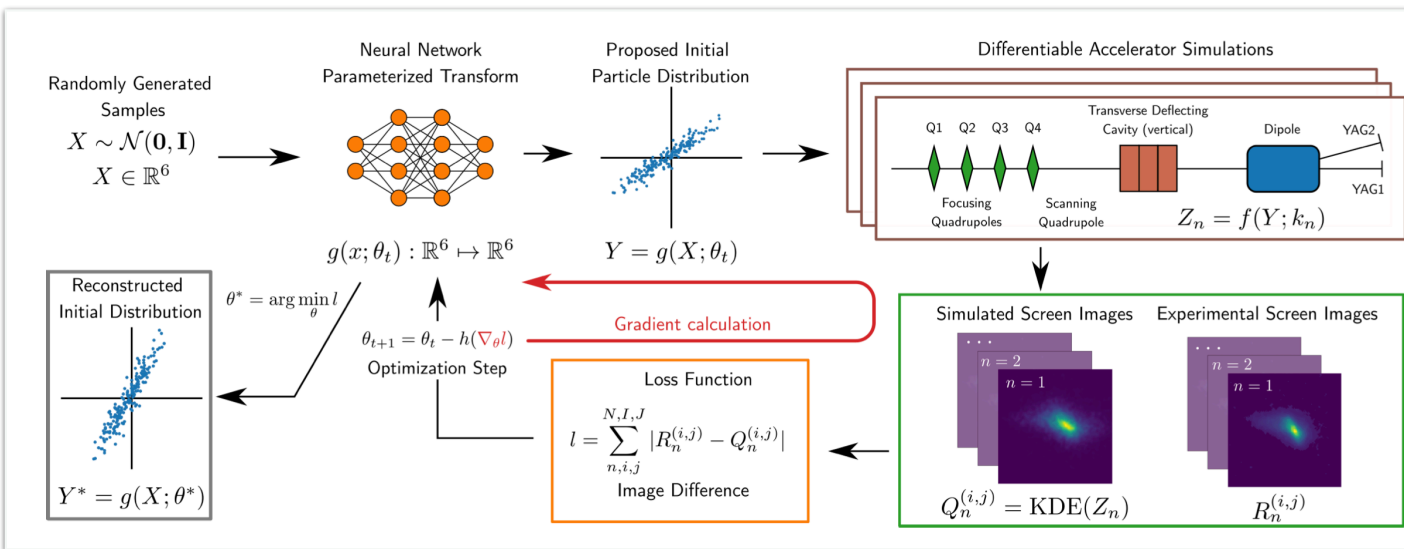 Randomly Generated
Samples
X ∼ 𝒩(𝟎, 𝐈)
X ∈ ℝ⁶
Neural Network
Parameterized Transform
g(x; θ_t) : ℝ⁶ ↦ ℝ⁶
Proposed Initial
Particle Distribution
Y = g(X; θ_t)
Differentiable Accelerator Simulations
Q1 Q2 Q3 Q4
Transverse Deflecting
Cavity (vertical)
Dipole
YAG2
YAG1
Focusing
Quadrupoles
Scanning
Quadrupole
Z_n = f(Y; k_n)
Simulated Screen Images
. . .
n = 2
n = 1
Q_n^{(i,j)} = KDE(Z_n)
Experimental Screen Images
. . .
n = 2
n = 1
R_n^{(i,j)}
Loss Function
l = ∑_{n,i,j}^{N,I,J} |R_n^{(i,j)} − Q_n^{(i,j)}|
Image Difference
Gradient calculation
θ_{t+1} = θ_t − h(∇_θ l)
Optimization Step
θ* = arg min_θ l
Reconstructed
Initial Distribution
Y* = g(X; θ*)